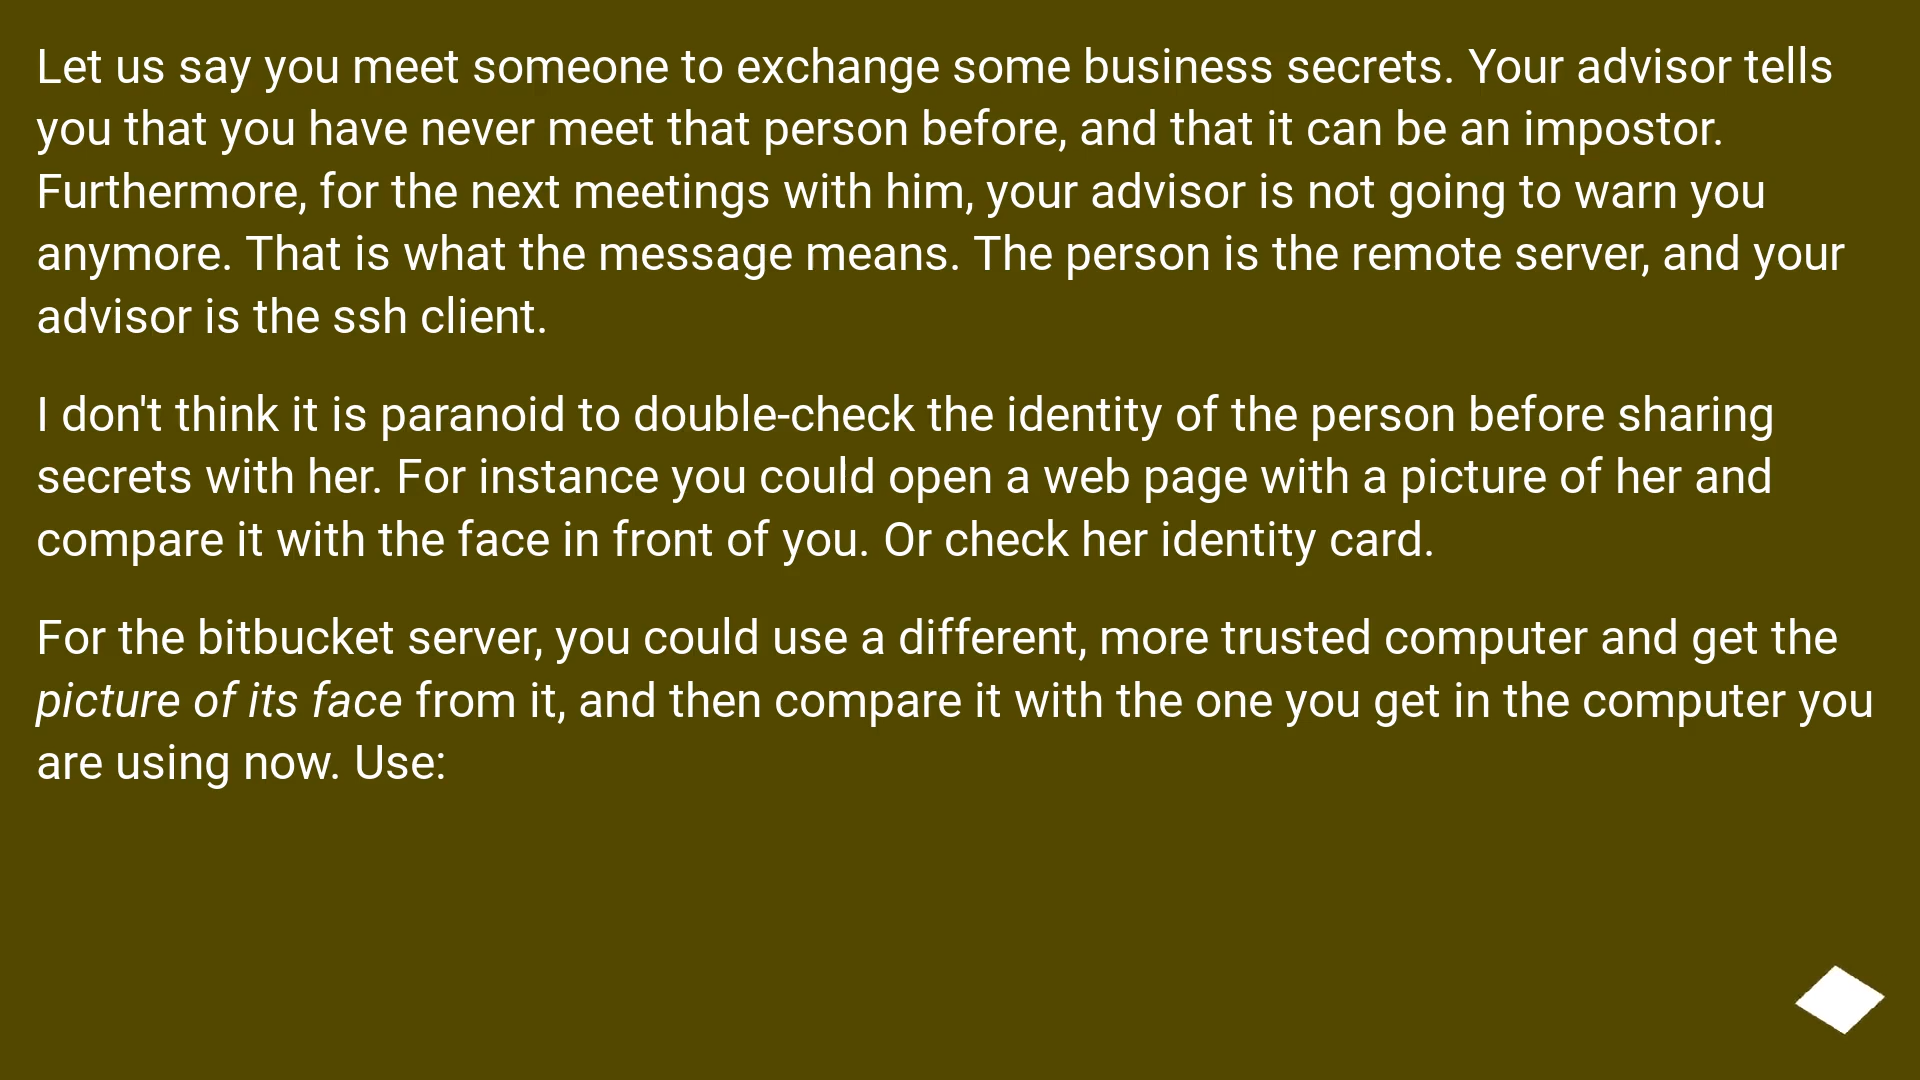 Let us say you meet someone to exchange some business secrets. Your advisor tells
you that you have never meet that person before, and that it can be an impostor.
Furthermore, for the next meetings with him, your advisor is not going to warn you
anymore. That is what the message means. The person is the remote server, and your
advisor is the ssh client.
I don't think it is paranoid to double-check the identity of the person before sharing
secrets with her. For instance you could open a web page with a picture of her and
compare it with the face in front of you. Or check her identity card.
For the bitbucket server, you could use a different, more trusted computer and get the
picture of its face from it, and then compare it with the one you get in the computer you
are using now. Use: